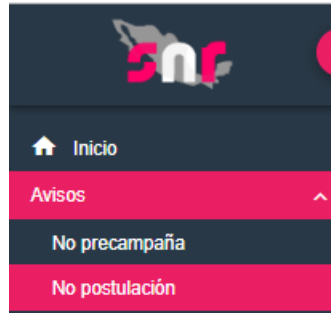 snr
Inicio
Avisos
No precampaña
No postulación